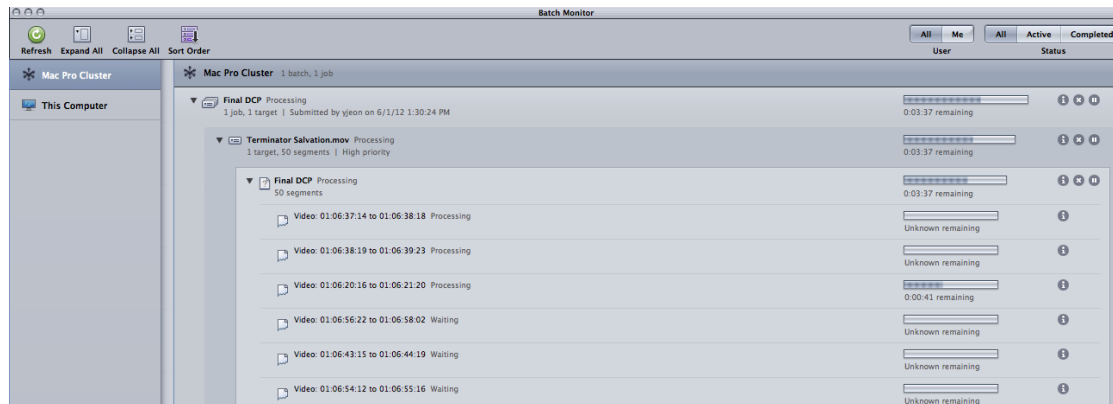 Batch Monitor
Refresh Expand All Collapse All Sort Order
All Me
User
All Active Completed
Status
Mac Pro Cluster
This Computer
Mac Pro Cluster 1 batch, 1 job
Final DCP Processing
1 job, 1 target | Submitted by yjeon on 6/1/12 1:30:24 PM
0:03:37 remaining
Terminator Salvation.mov Processing
1 target, 50 segments | High priority
0:03:37 remaining
Final DCP Processing
50 segments
0:03:37 remaining
Video: 01:06:37:14 to 01:06:38:18 Processing
Unknown remaining
Video: 01:06:38:19 to 01:06:39:23 Processing
Unknown remaining
Video: 01:06:20:16 to 01:06:21:20 Processing
0:00:41 remaining
Video: 01:06:56:22 to 01:06:58:02 Waiting
Unknown remaining
Video: 01:06:43:15 to 01:06:44:19 Waiting
Unknown remaining
Video: 01:06:54:12 to 01:06:55:16 Waiting
Unknown remaining